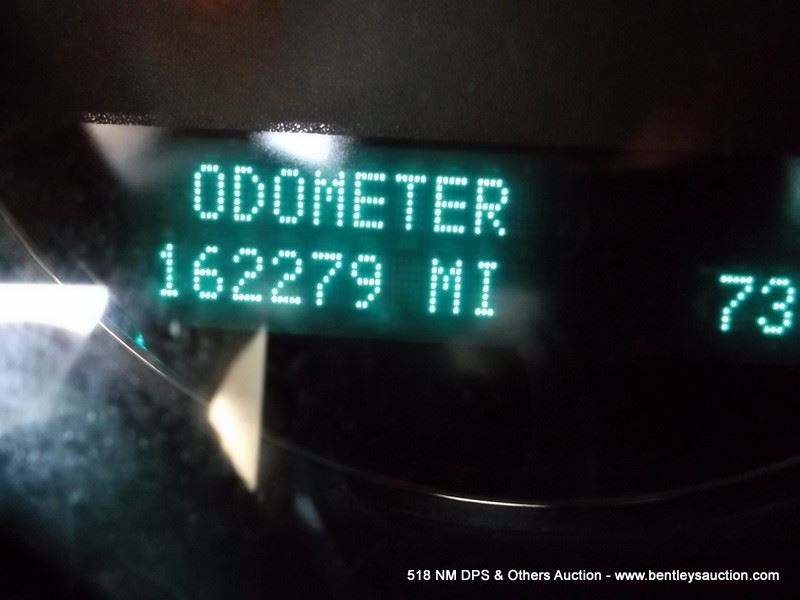 ODOMETER
162279 MI
73
518 NM DPS & Others Auction - www.bentleysauction.com